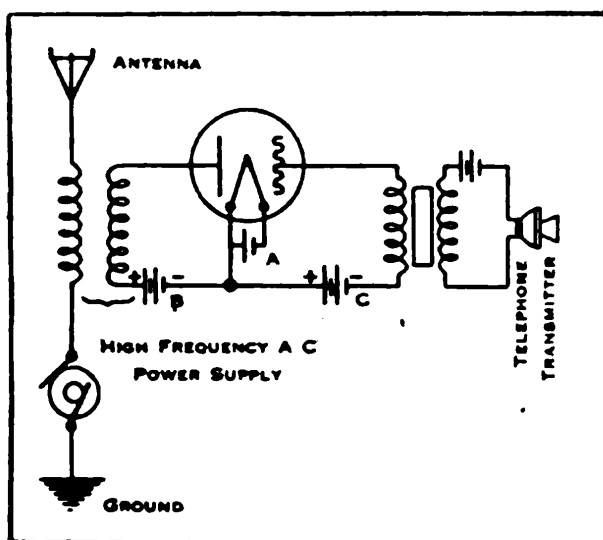 ANTENNA
A
+ B -
+ C -
HIGH FREQUENCY A C
POWER SUPPLY
TELEPHONE
TRANSMITTER
GROUND